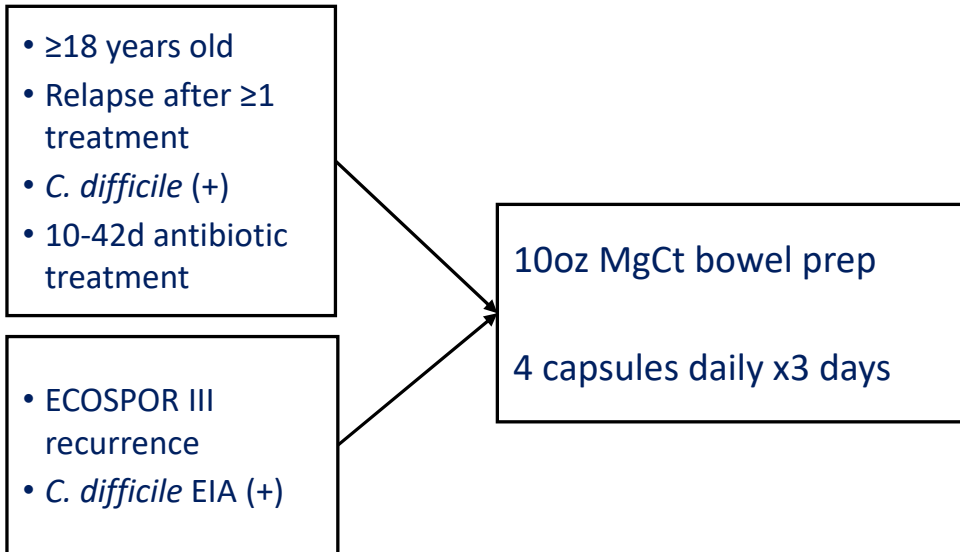 • ≥18 years old
• Relapse after ≥1
treatment
• C. difficile (+)
• 10-42d antibiotic
treatment
• ECOSPOR III
recurrence
• C. difficile EIA (+)
10oz MgCt bowel prep
4 capsules daily x3 days